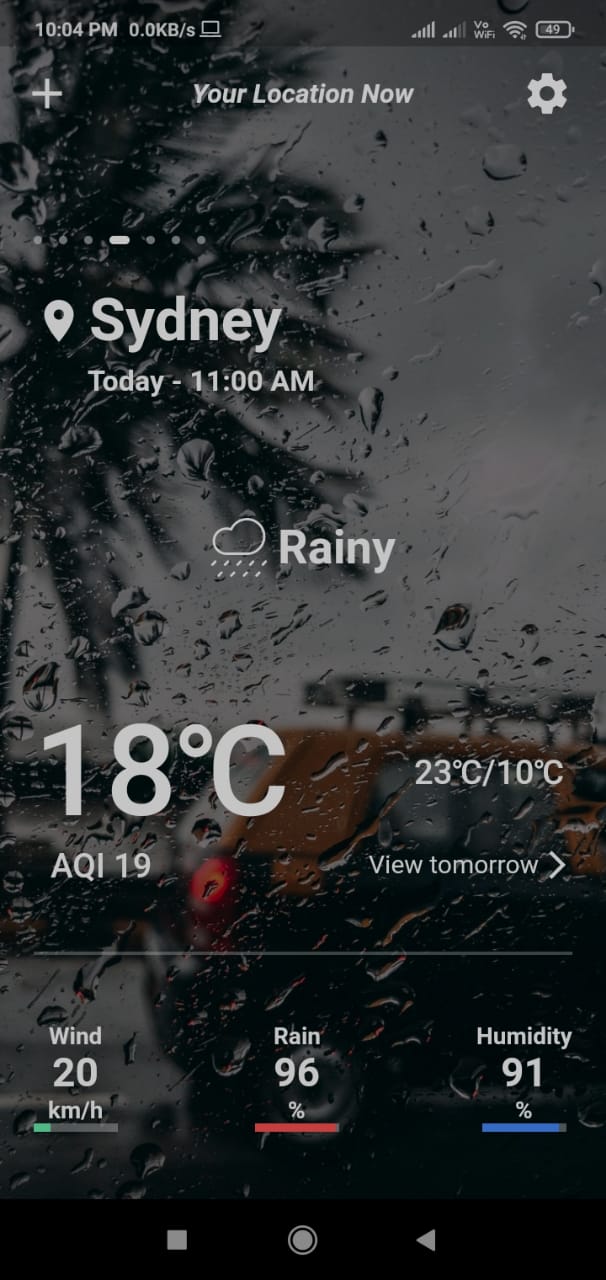 10:04 PM 0.0KB/s
Vo
WiFi
49
Your Location Now
Sydney
Today - 11:00 AM
Rainy
18°C
23°C/10°C
AQI 19
View tomorrow
Wind
20
km/h
Rain
96
%
Humidity
91
%